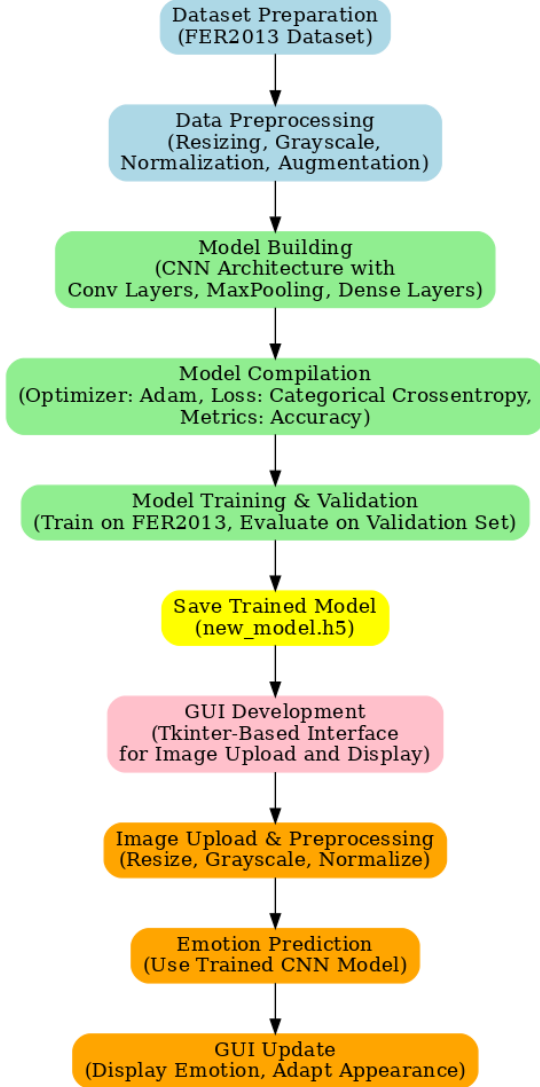 Dataset Preparation
(FER2013 Dataset)
Data Preprocessing
(Resizing, Grayscale,
Normalization, Augmentation)
Model Building
(CNN Architecture with
Conv Layers, MaxPooling, Dense Layers)
Model Compilation
(Optimizer: Adam, Loss: Categorical Crossentropy,
Metrics: Accuracy)
Model Training & Validation
(Train on FER2013, Evaluate on Validation Set)
Save Trained Model
(new_model.h5)
GUI Development
(Tkinter-Based Interface
for Image Upload and Display)
Image Upload & Preprocessing
(Resize, Grayscale, Normalize)
Emotion Prediction
(Use Trained CNN Model)
GUI Update
(Display Emotion, Adapt Appearance)